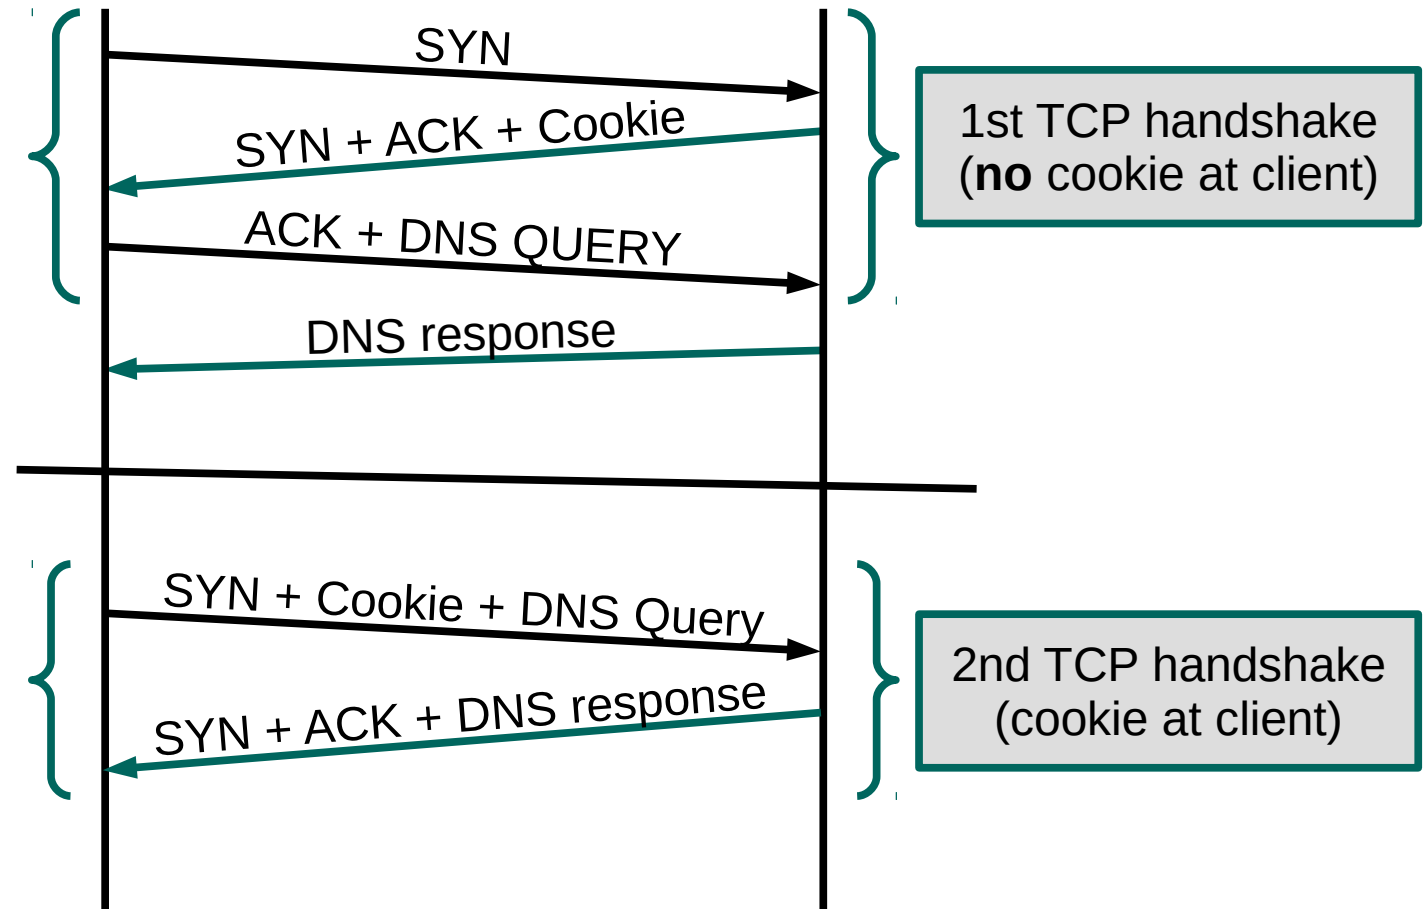 SYN
SYN + ACK + Cookie
1st TCP handshake
(no cookie at client)
ACK + DNS QUERY
DNS response
SYN + Cookie + DNS Query
SYN + ACK + DNS response
2nd TCP handshake
(cookie at client)